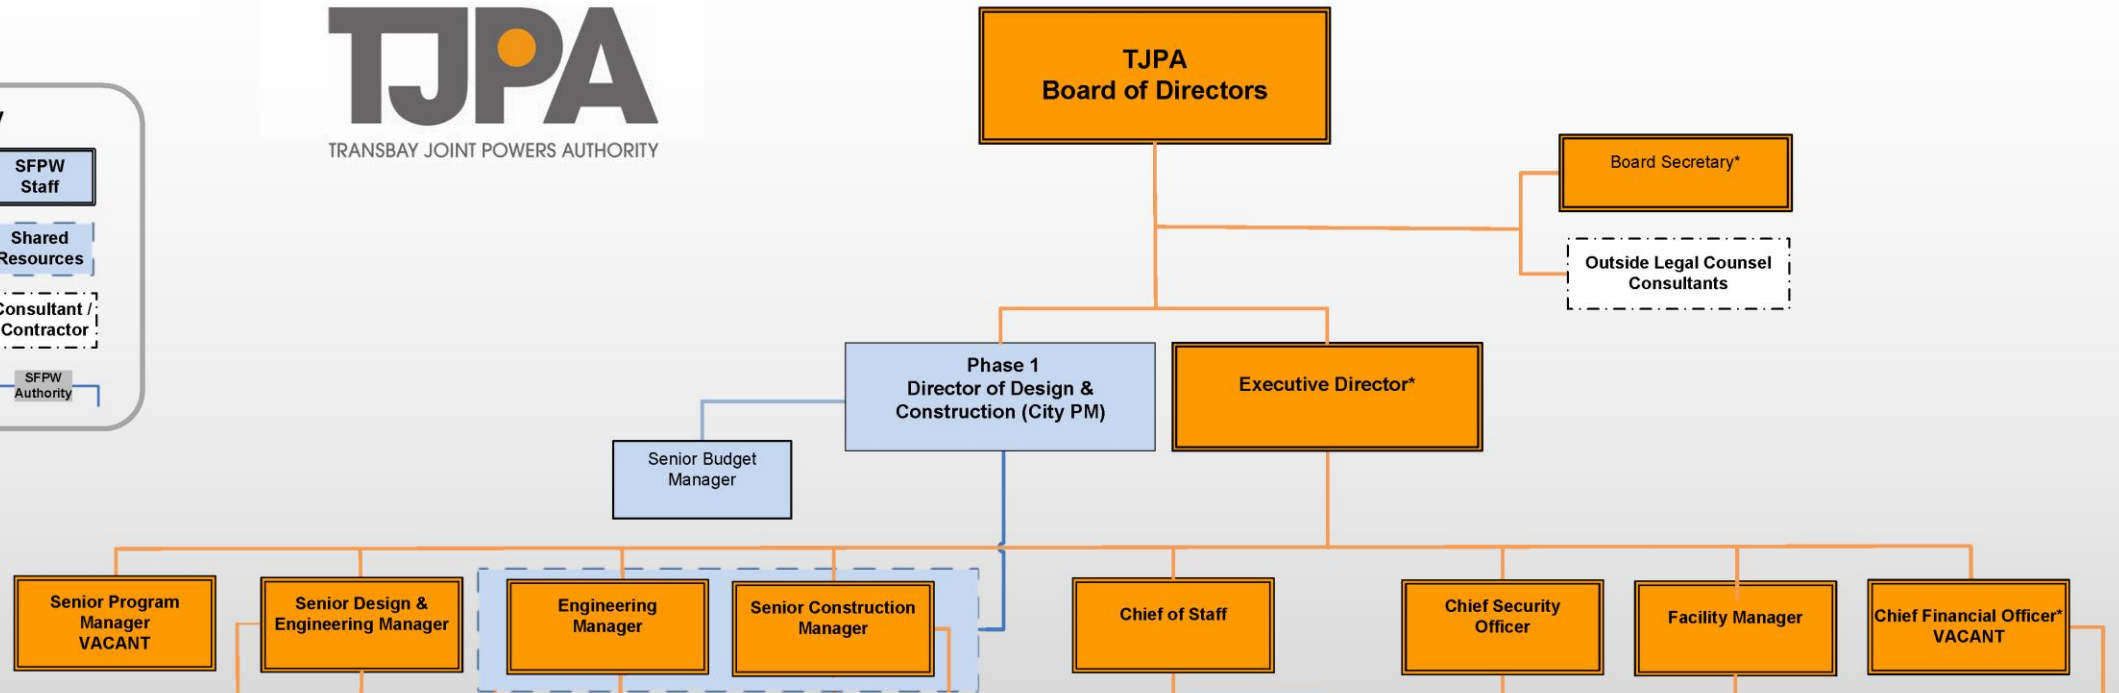 TJPA
TRANSBAY JOINT POWERS AUTHORITY
SFPW
Staff
Shared
Resources
Consultant /
Contractor
SFPW
Authority
TJPA
Board of Directors
Board Secretary*
Outside Legal Counsel
Consultants
Phase 1
Director of Design &
Construction (City PM)
Executive Director*
Senior Budget
Manager
Senior Program
Manager
VACANT
Senior Design &
Engineering Manager
Engineering
Manager
Senior Construction
Manager
Chief of Staff
Chief Security
Officer
Facility Manager
Chief Financial Officer*
VACANT